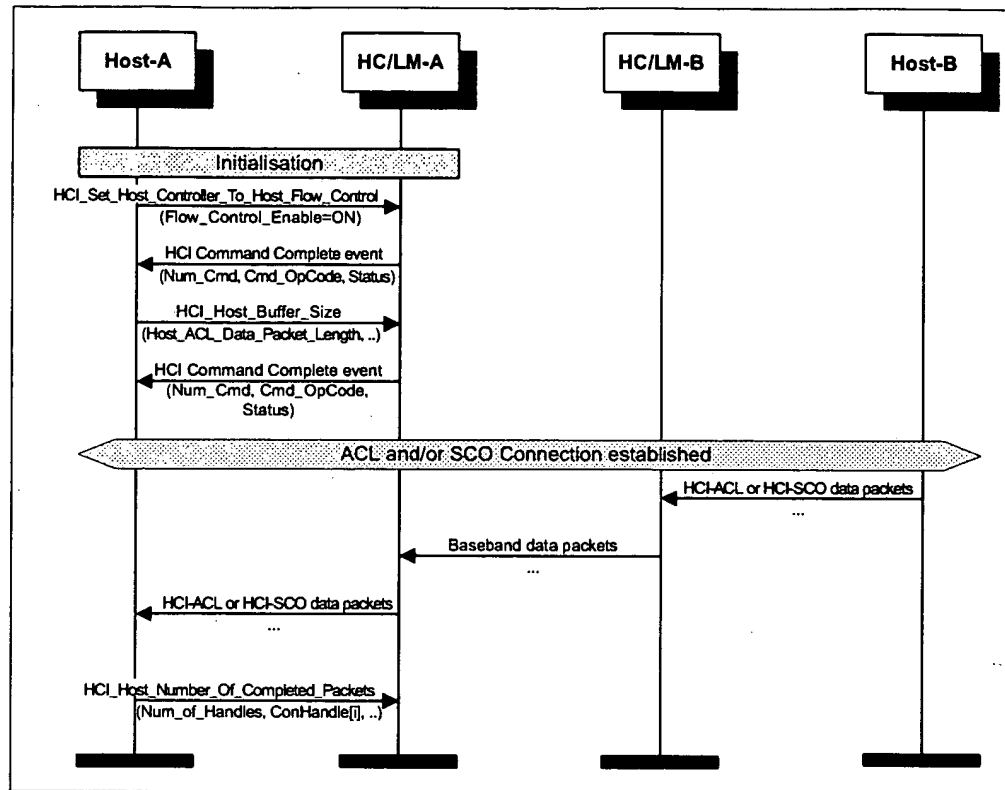 Host-A
HC/LM-A
HC/LM-B
Host-B
Initialisation
HCI_Set_Host_Controller_To_Host_Flow_Control
(Flow_Control_Enable=ON)
HCI Command Complete event
(Num_Cmd, Cmd_OpCode, Status)
HCI_Host_Buffer_Size
(Host_ACL_Data_Packet_Length, ..)
HCI Command Complete event
(Num_Cmd, Cmd_OpCode,
Status)
ACL and/or SCO Connection established
HCI-ACL or HCI-SCO data packets
...
Baseband data packets
...
HCI-ACL or HCI-SCO data packets
...
HCI_Host_Number_Of_Completed_Packets
(Num_of_Handles, ConHandle[i], ..)